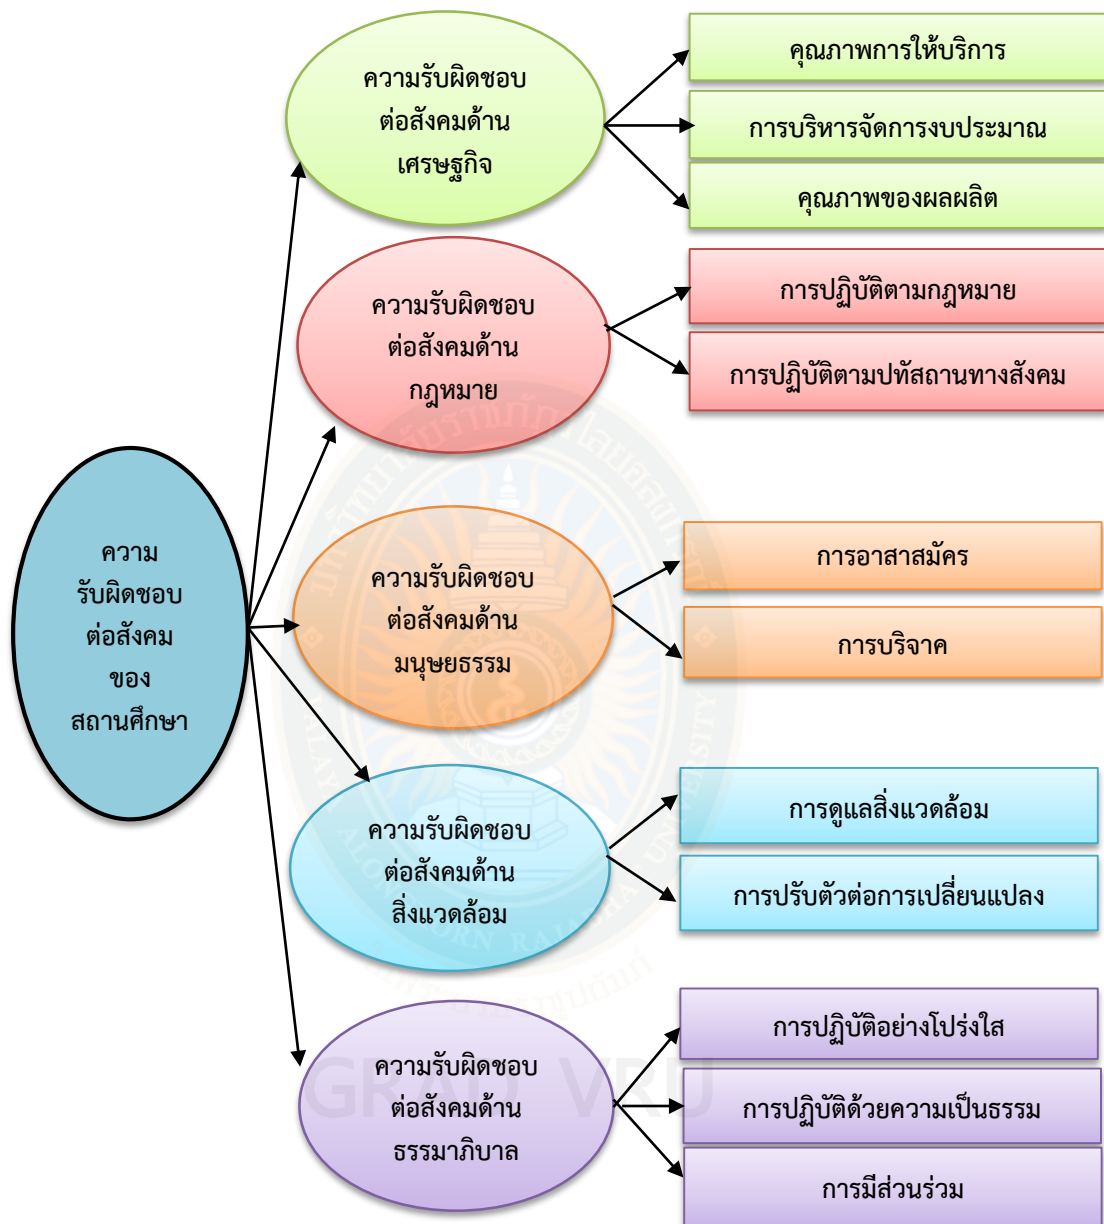 ความรับผิดชอบ
ต่อสังคมด้าน
เศรษฐกิจ
คุณภาพการให้บริการ
การบริหารจัดการงบประมาณ
คุณภาพของผลผลิต
ความรับผิดชอบ
ต่อสังคมด้าน
กฎหมาย
การปฏิบัติตามกฎหมาย
การปฏิบัติตามปทัสถานทางสังคม
ความ
รับผิดชอบ
ต่อสังคม
ของ
สถานศึกษา
ความรับผิดชอบ
ต่อสังคมด้าน
มนุษยธรรม
การอาสาสมัคร
การบริจาค
ความรับผิดชอบ
ต่อสังคมด้าน
สิ่งแวดล้อม
การดูแลสิ่งแวดล้อม
การปรับตัวต่อการเปลี่ยนแปลง
ความรับผิดชอบ
ต่อสังคมด้าน
ธรรมาภิบาล
การปฏิบัติอย่างโปร่งใส
การปฏิบัติด้วยความเป็นธรรม
การมีส่วนร่วม
GRAD VRU